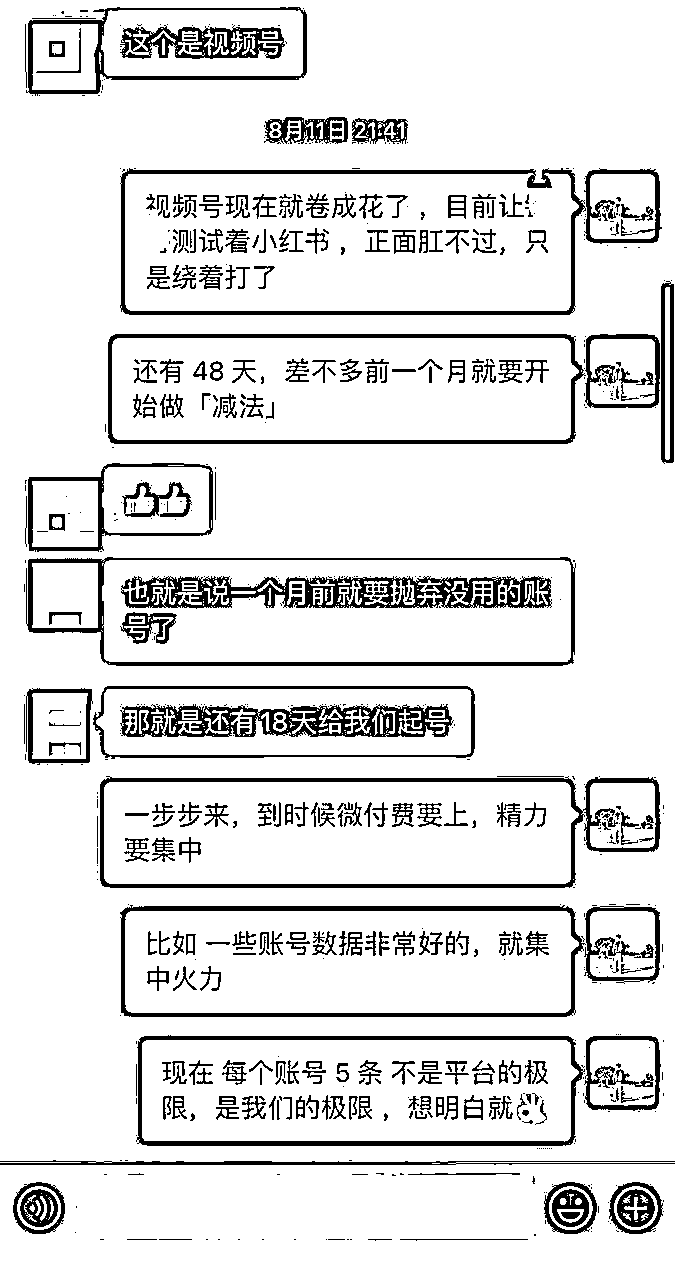 这个是视频号
8月11日 21:41
视频号现在就卷成花了，目前让
测试着小红书，正面肛不过，只
是绕着打了
还有 48 天，差不多前一个月就要开
始做「减法」
👍👍
也就是说一个月前就要抛弃没用的账
号了
那就是还有18天给我们起号
一步步来，到时候微付费要上，精力
要集中
比如 一些账号数据非常好的，就集
中火力
现在 每个账号 5 条 不是平台的极
限，是我们的极限，想明白就